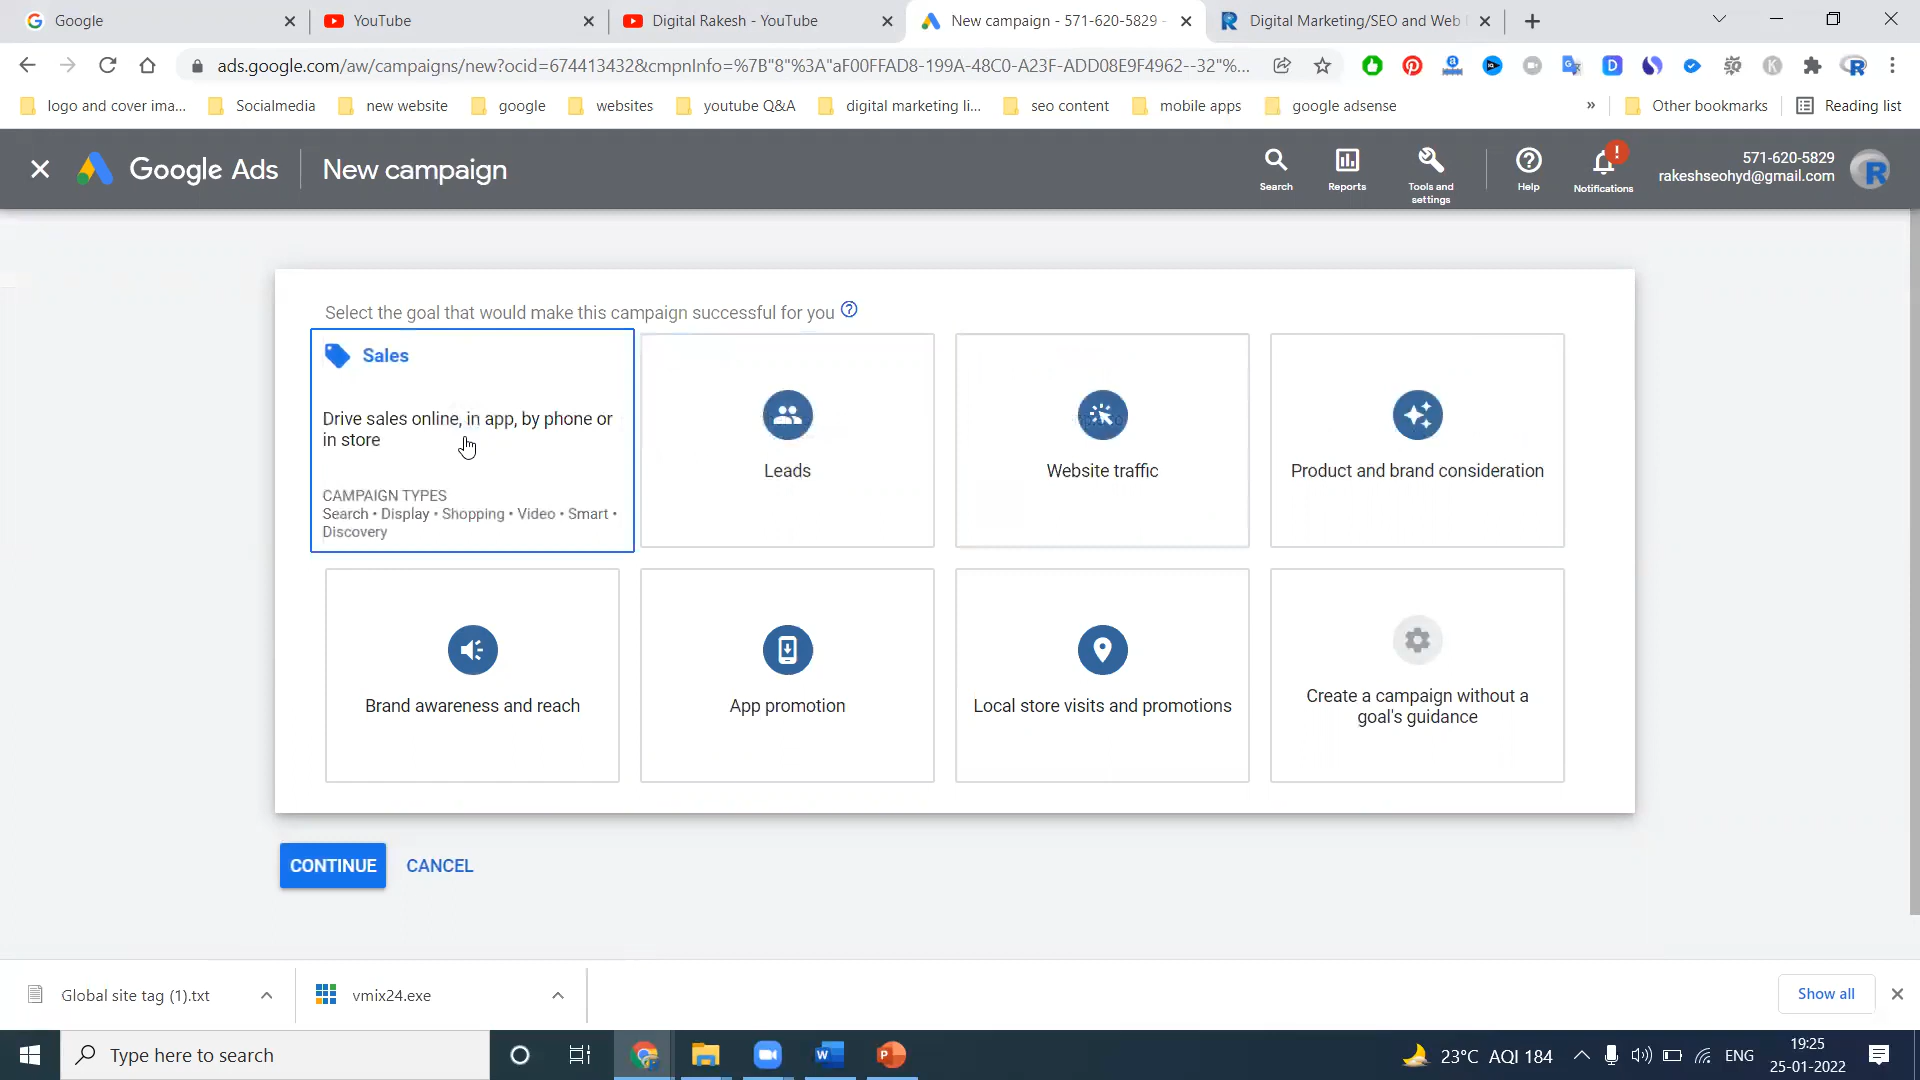 Google
YouTube
Digital Rakesh - YouTube
New campaign - 571-620-5829 -
Digital Marketing/SEO and Web
ads.google.com/aw/campaigns/new?ocid=674413432&cmpnInfo=%7B"8"%3A"aF00FFAD8-199A-48C0-A23F-ADD08E9F4962--32"%...
logo and cover ima...
Socialmedia
new website
google
websites
youtube Q&A
digital marketing li...
seo content
mobile apps
google adsense
»
Other bookmarks
Reading list
Google Ads
New campaign
Search
Reports
Tools and
settings
Help
Notifications
571-620-5829
rakeshseohyd@gmail.com
Select the goal that would make this campaign successful for you
Sales
Drive sales online, in app, by phone or
in store
CAMPAIGN TYPES
Search • Display • Shopping • Video • Smart •
Discovery
Leads
Website traffic
Product and brand consideration
Brand awareness and reach
App promotion
Local store visits and promotions
Create a campaign without a
goal's guidance
CONTINUE
CANCEL
Global site tag (1).txt
vmix24.exe
Show all
Type here to search
23°C AQI 184
ENG
19:25
25-01-2022